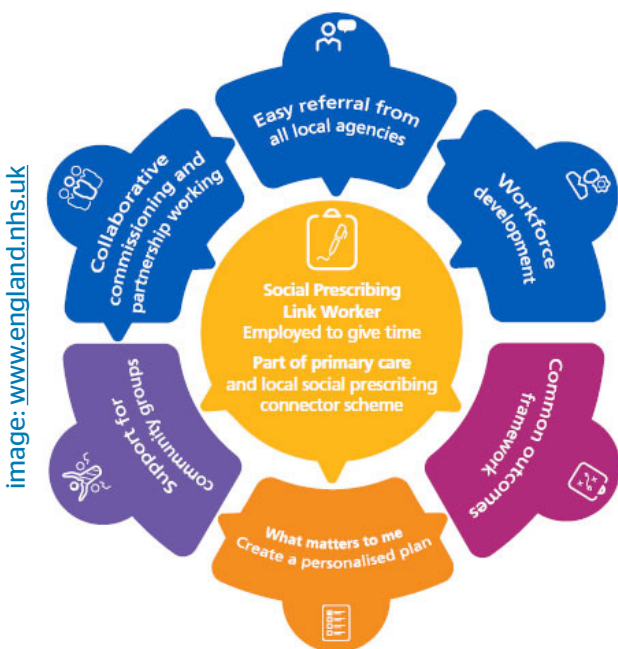 image: www.england.nhs.uk
Easy referral from
all local agencies
Workforce
development
Common outcomes
framework
What matters to me
Create a personalised plan
Support for
community groups
Collaborative
commissioning and
partnership working
Social Prescribing
Link Worker
Employed to give time
Part of primary care
and local social prescribing
connector scheme